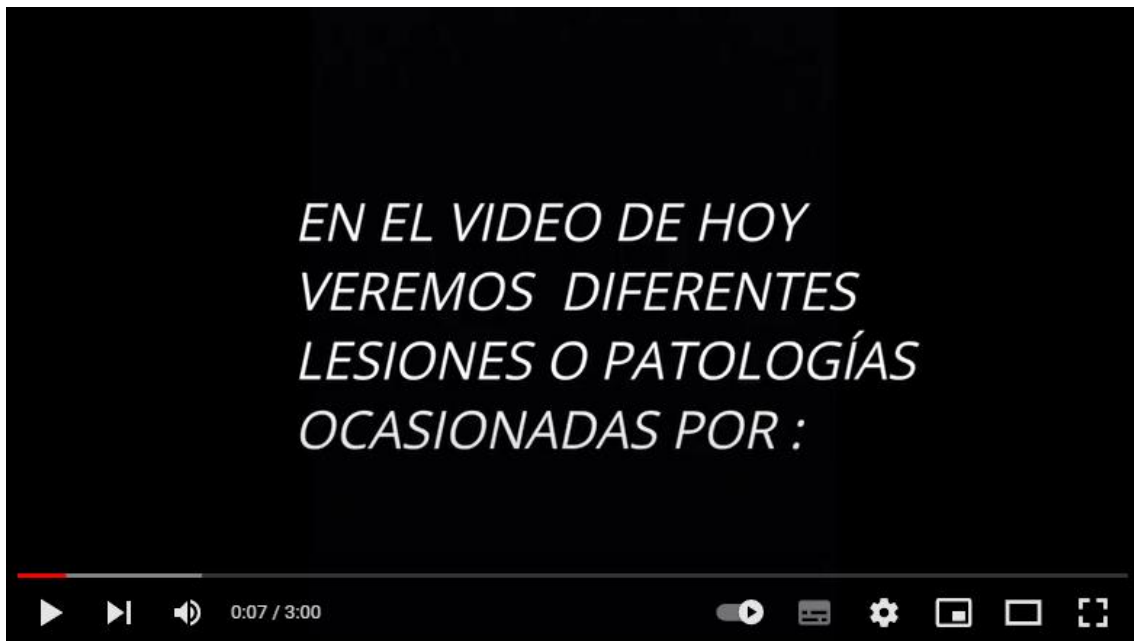 EN EL VIDEO DE HOY
VEREMOS DIFERENTES
LESIONES O PATOLOGÍAS
OCASIONADAS POR :
0:07 / 3:00